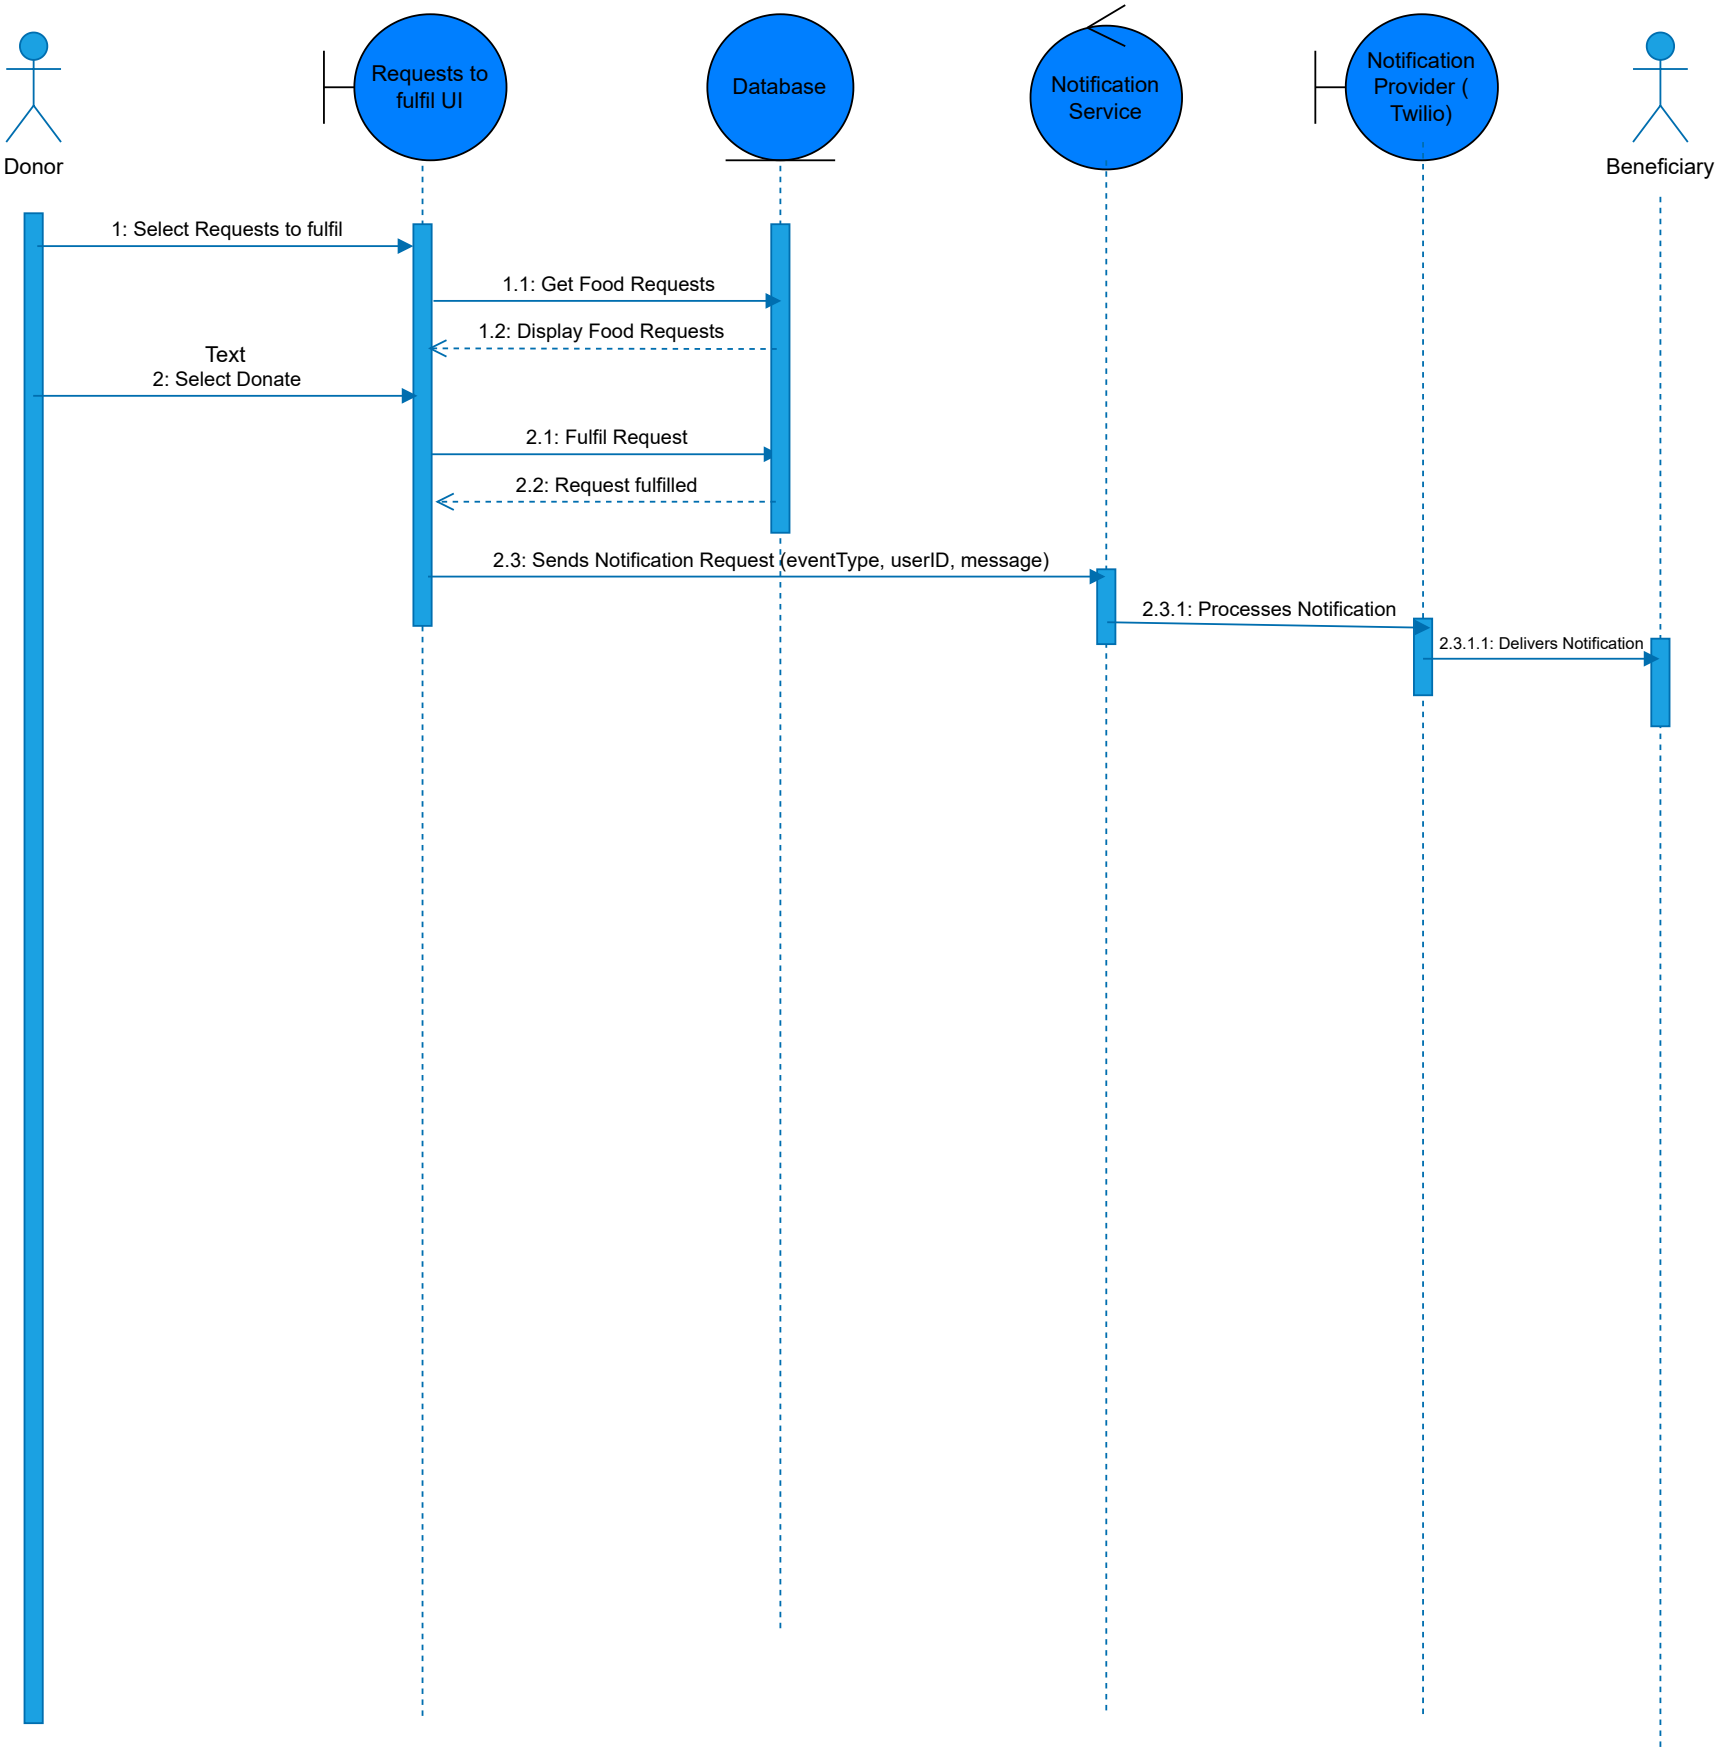 Requests to
fulfil UI
Database
Notification
Service
Notification
Provider (
Twilio)
Donor
Beneficiary
1: Select Requests to fulfil
1.1: Get Food Requests
1.2: Display Food Requests
Text
2: Select Donate
2.1: Fulfil Request
2.2: Request fulfilled
2.3: Sends Notification Request (eventType, userID, message)
2.3.1: Processes Notification
2.3.1.1: Delivers Notification